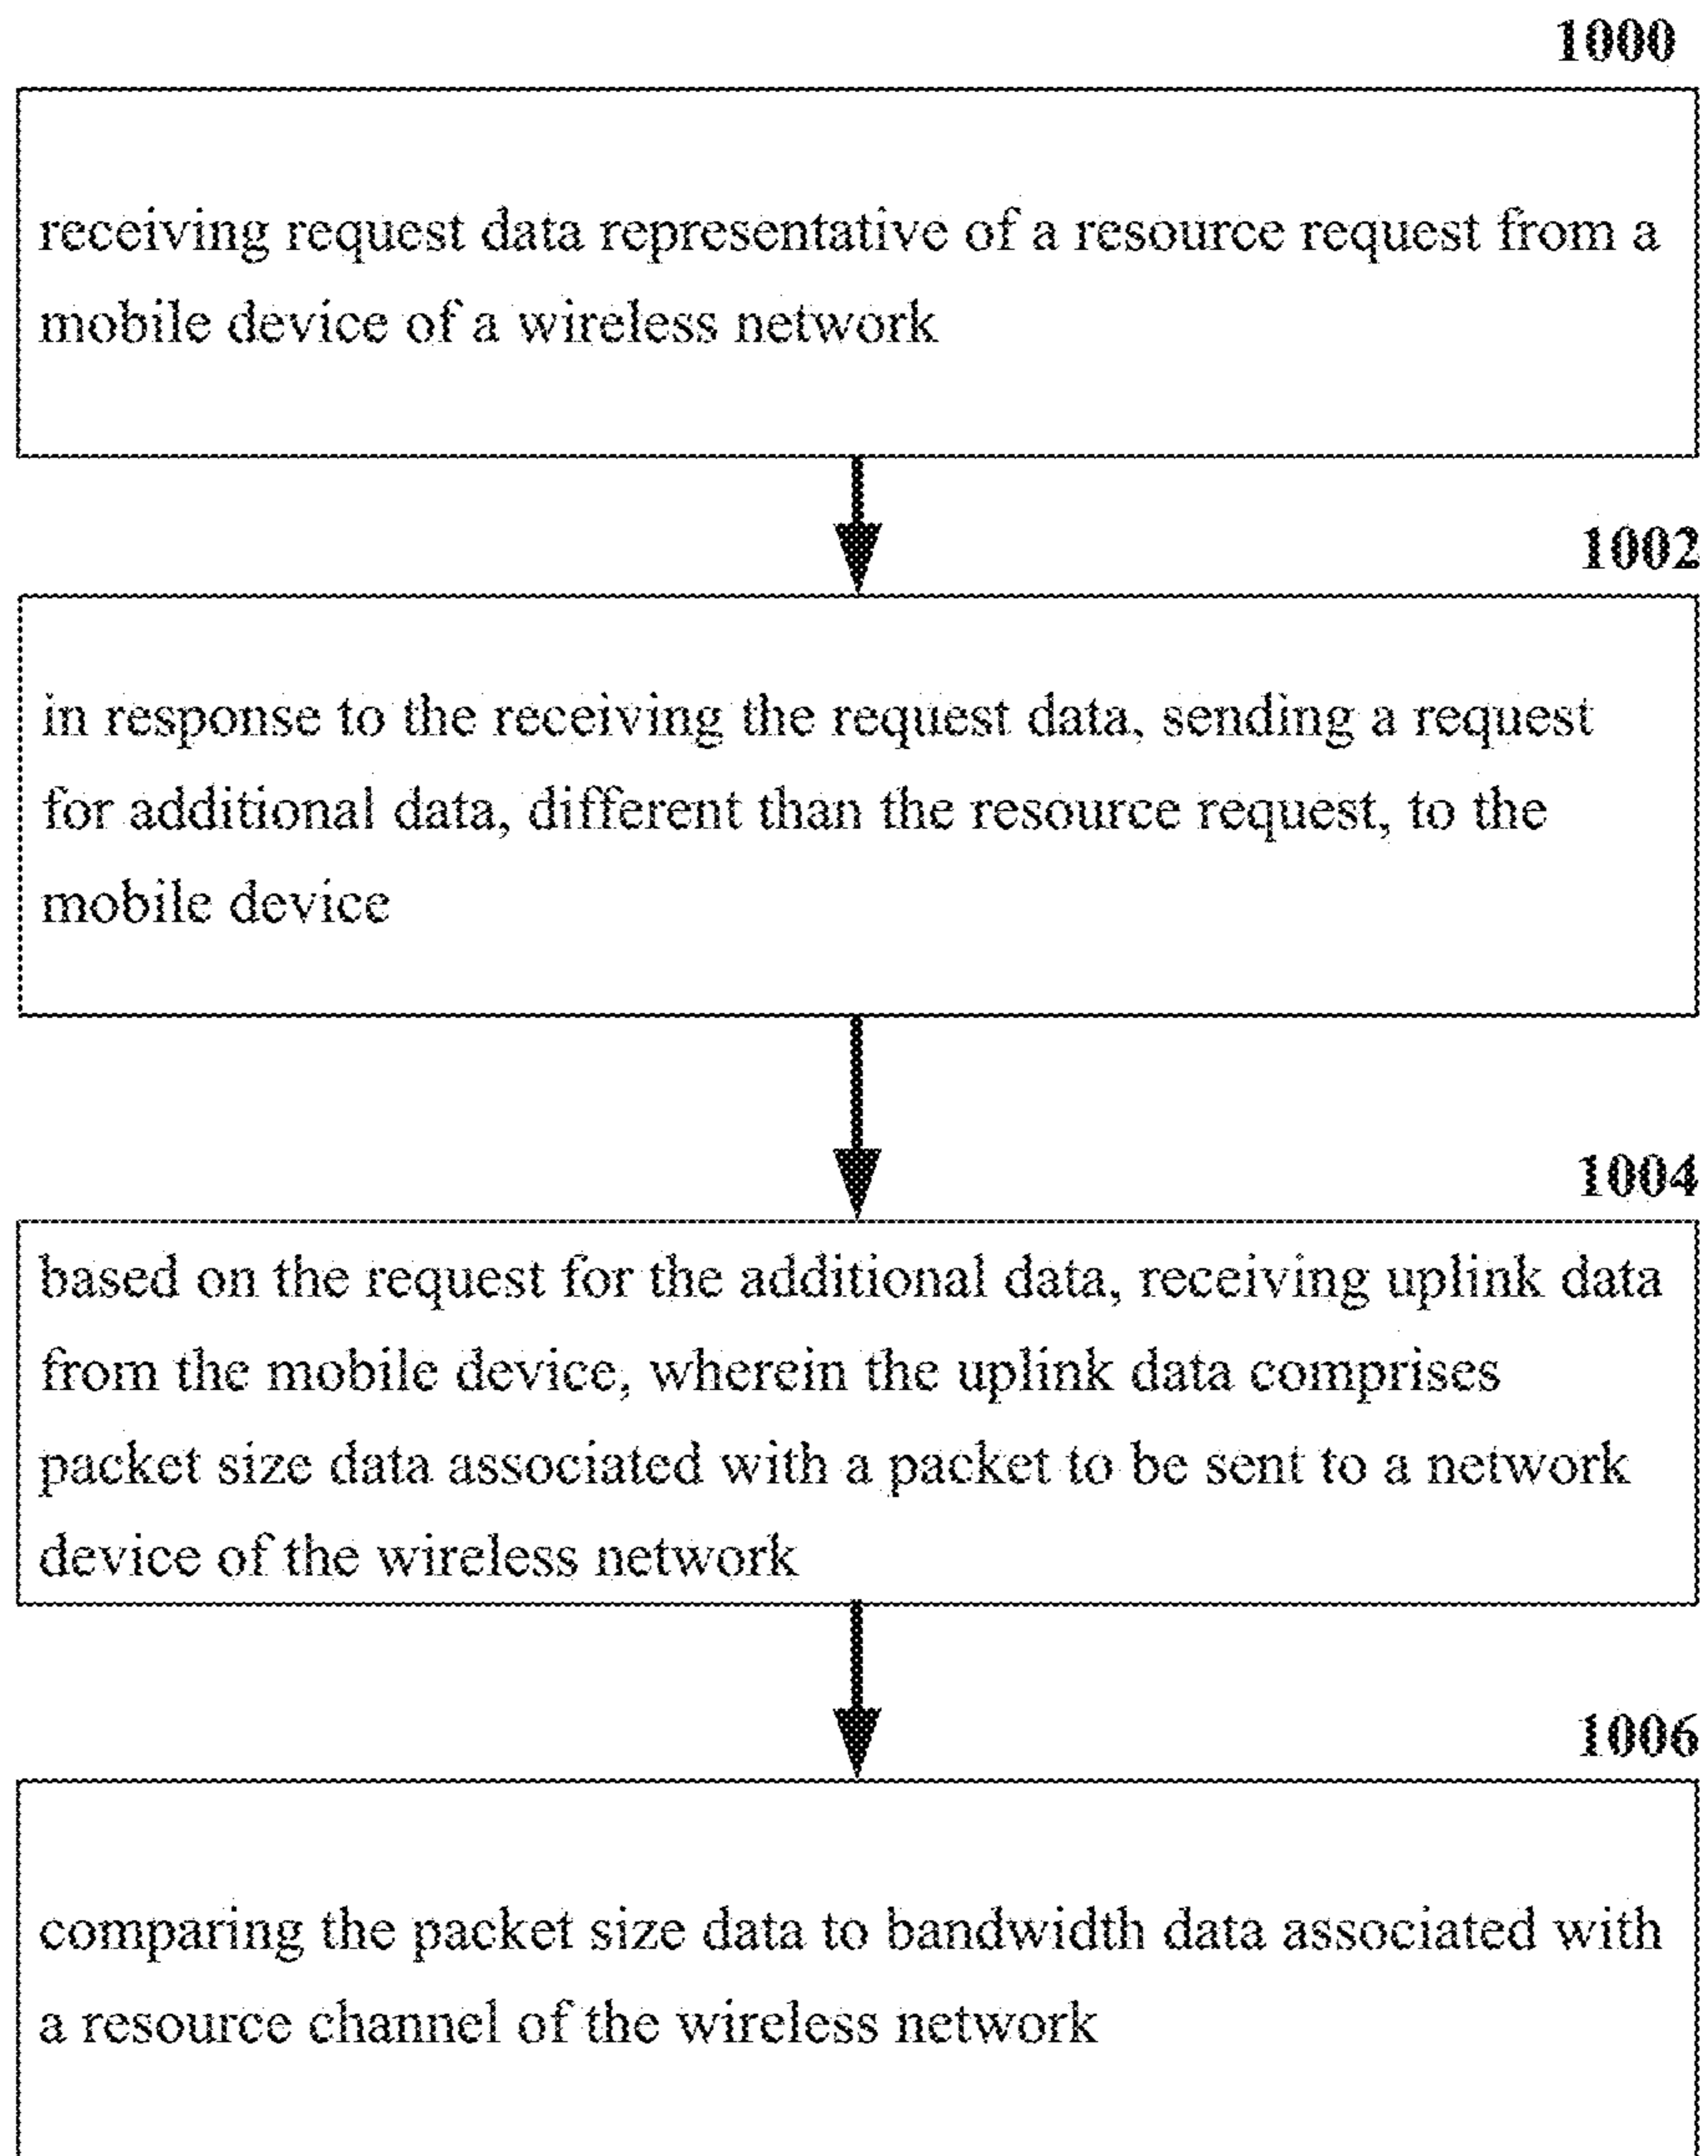 1000
receiving request data representative of a resource request from a
mobile device of a wireless network
1002
in response to the receiving the request data, sending a request
for additional data, different than the resource request, to the
mobile device
1004
based on the request for the additional data, receiving uplink data
from the mobile device, wherein the uplink data comprises
packet size data associated with a packet to be sent to a network
device of the wireless network
1006
comparing the packet size data to bandwidth data associated with
a resource channel of the wireless network